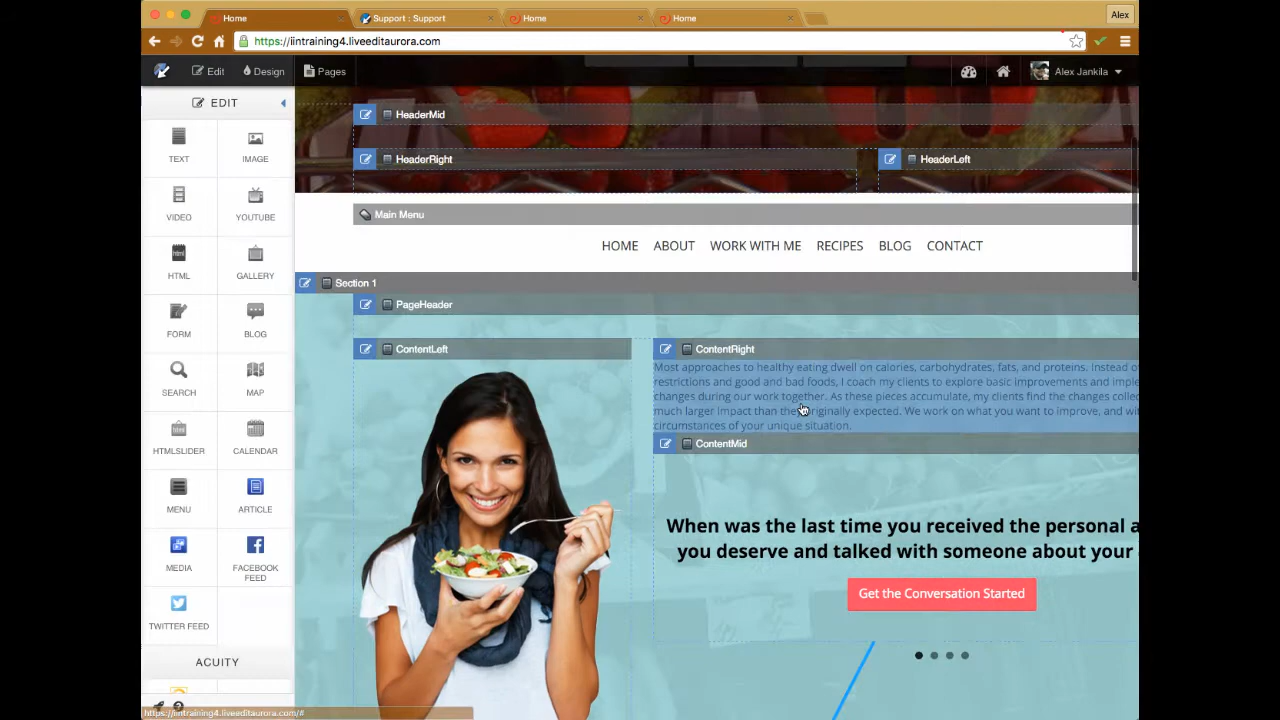 Home
Support : Support
Home
Home
Alex
https://iintraining4.liveeditaurora.com
Edit
Design
Pages
Alex Jankila
EDIT
TEXT
IMAGE
VIDEO
YOUTUBE
HTML
GALLERY
FORM
BLOG
SEARCH
MAP
HTMLSLIDER
CALENDAR
MENU
ARTICLE
MEDIA
FACEBOOK
FEED
TWITTER FEED
ACUITY
https://iintraining4.liveeditaurora.com/#
HeaderMid
HeaderRight
HeaderLeft
Main Menu
HOME ABOUT WORK WITH ME RECIPES BLOG CONTACT
Section 1
PageHeader
ContentLeft
ContentRight
Most approaches to healthy eating dwell on calories, carbohydrates, fats, and proteins. Instead
restrictions and good and bad foods, I coach my clients to explore basic improvements and
changes during our work together. As these pieces accumulate, my clients find the changes
much larger impact than they originally expected. We work on what you want to improve, and
circumstances of your unique situation.
ContentMid
When was the last time you received the personal
you deserve and talked with someone about your
Get the Conversation Started